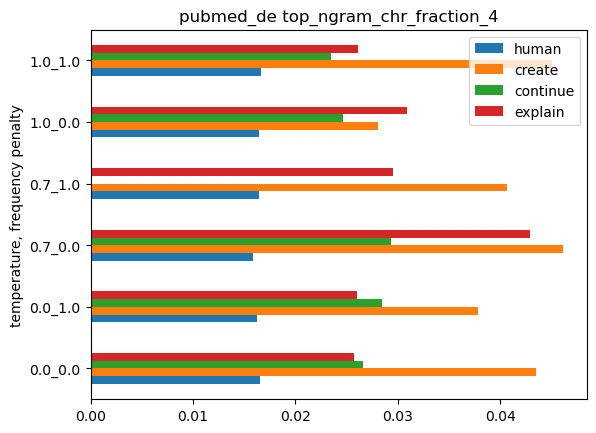 pubmed_de top_ngram_chr_fraction_4
human
create
continue
explain
temperature, frequency penalty
1.0_1.0
1.0_0.0
0.7_1.0
0.7_0.0
0.0_1.0
0.0_0.0
0.00 0.01 0.02 0.03 0.04